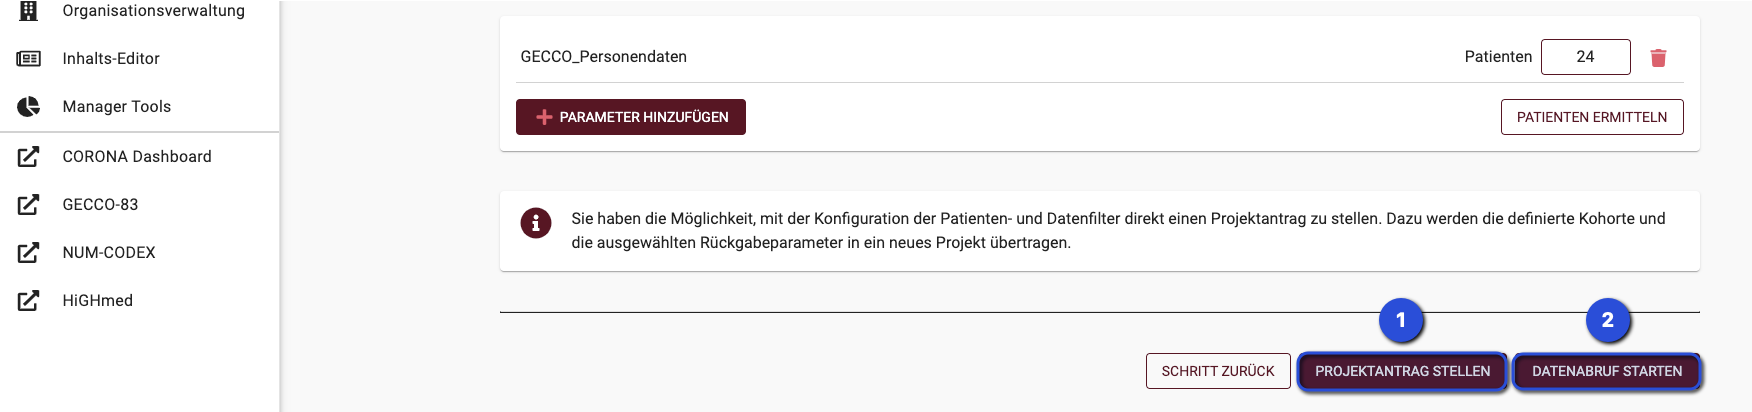 Organisationsverwaltung
Inhalts-Editor
Manager Tools
CORONA Dashboard
GECCO-83
NUM-CODEX
HiGHmed
GECCO_Personendaten
Patienten 24
PARAMETER HINZUFÜGEN
PATIENTEN ERMITTELN
Sie haben die Möglichkeit, mit der Konfiguration der Patienten- und Datenfilter direkt einen Projektantrag zu stellen. Dazu werden die definierte Kohorte und
die ausgewählten Rückgabeparameter in ein neues Projekt übertragen.
1
2
SCHRITT ZURÜCK
PROJEKTANTRAG STELLEN
DATENABRUF STARTEN